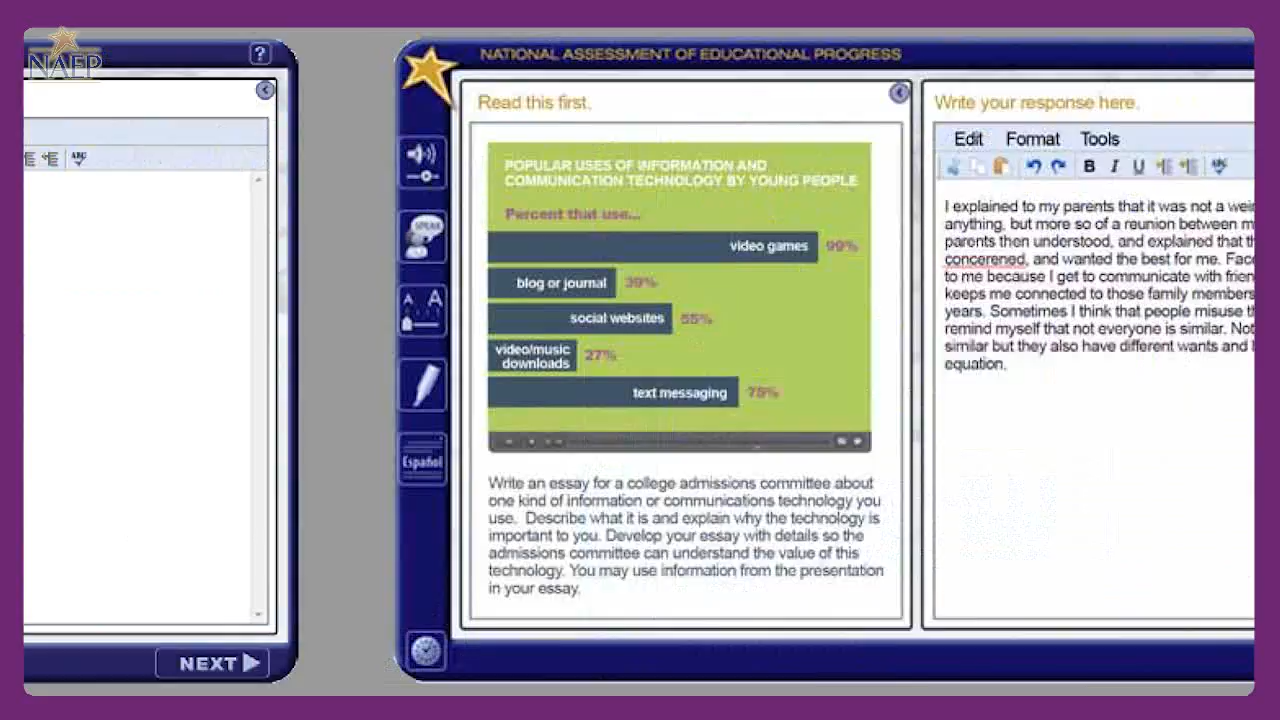 NAEP
?
ABC
NEXT
NATIONAL ASSESSMENT OF EDUCATIONAL PROGRESS
SPEAK
A A
Español
Read this first.
POPULAR USES OF INFORMATION AND
COMMUNICATION TECHNOLOGY BY YOUNG PEOPLE
Percent that use...
video games 99%
blog or journal 39%
social websites 55%
video/music
downloads 27%
text messaging 75%
Write an essay for a college admissions committee about
one kind of information or communications technology you
use. Describe what it is and explain why the technology is
important to you. Develop your essay with details so the
admissions committee can understand the value of this
technology. You may use information from the presentation
in your essay.
Write your response here.
Edit Format Tools
B I U ABC
I explained to my parents that it was not a
anything, but more so of a reunion between
parents then understood, and explained that
concerened, and wanted the best for me.
to me because I get to communicate with
keeps me connected to those family members
years. Sometimes I think that people misuse
remind myself that not everyone is similar.
similar but they also have different wants and
equation.